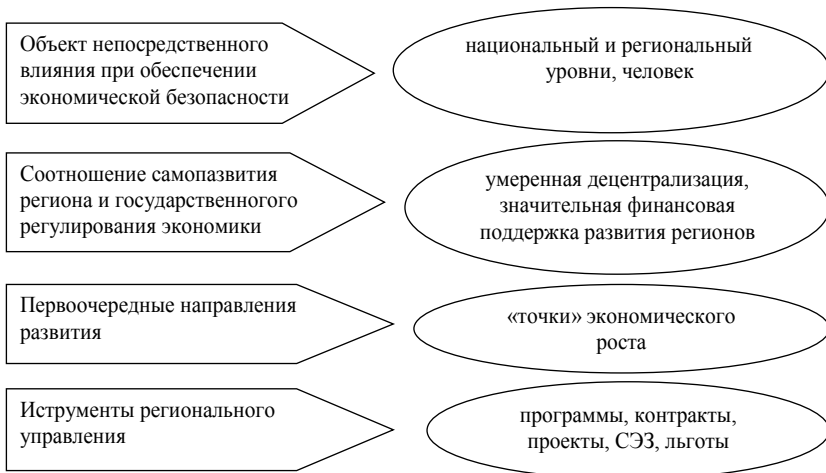 Объект непосредственного
влияния при обеспечении
экономической безопасности
национальный и региональный
уровни, человек
Соотношение самопазвития
региона и государственного
регулирования экономики
умеренная децентрализация,
значительная финансовая
поддержка развития регионов
Первоочередные направления
развития
«точки» экономического
роста
Иструменты регионального
управления
программы, контракты,
проекты, СЭЗ, льготы